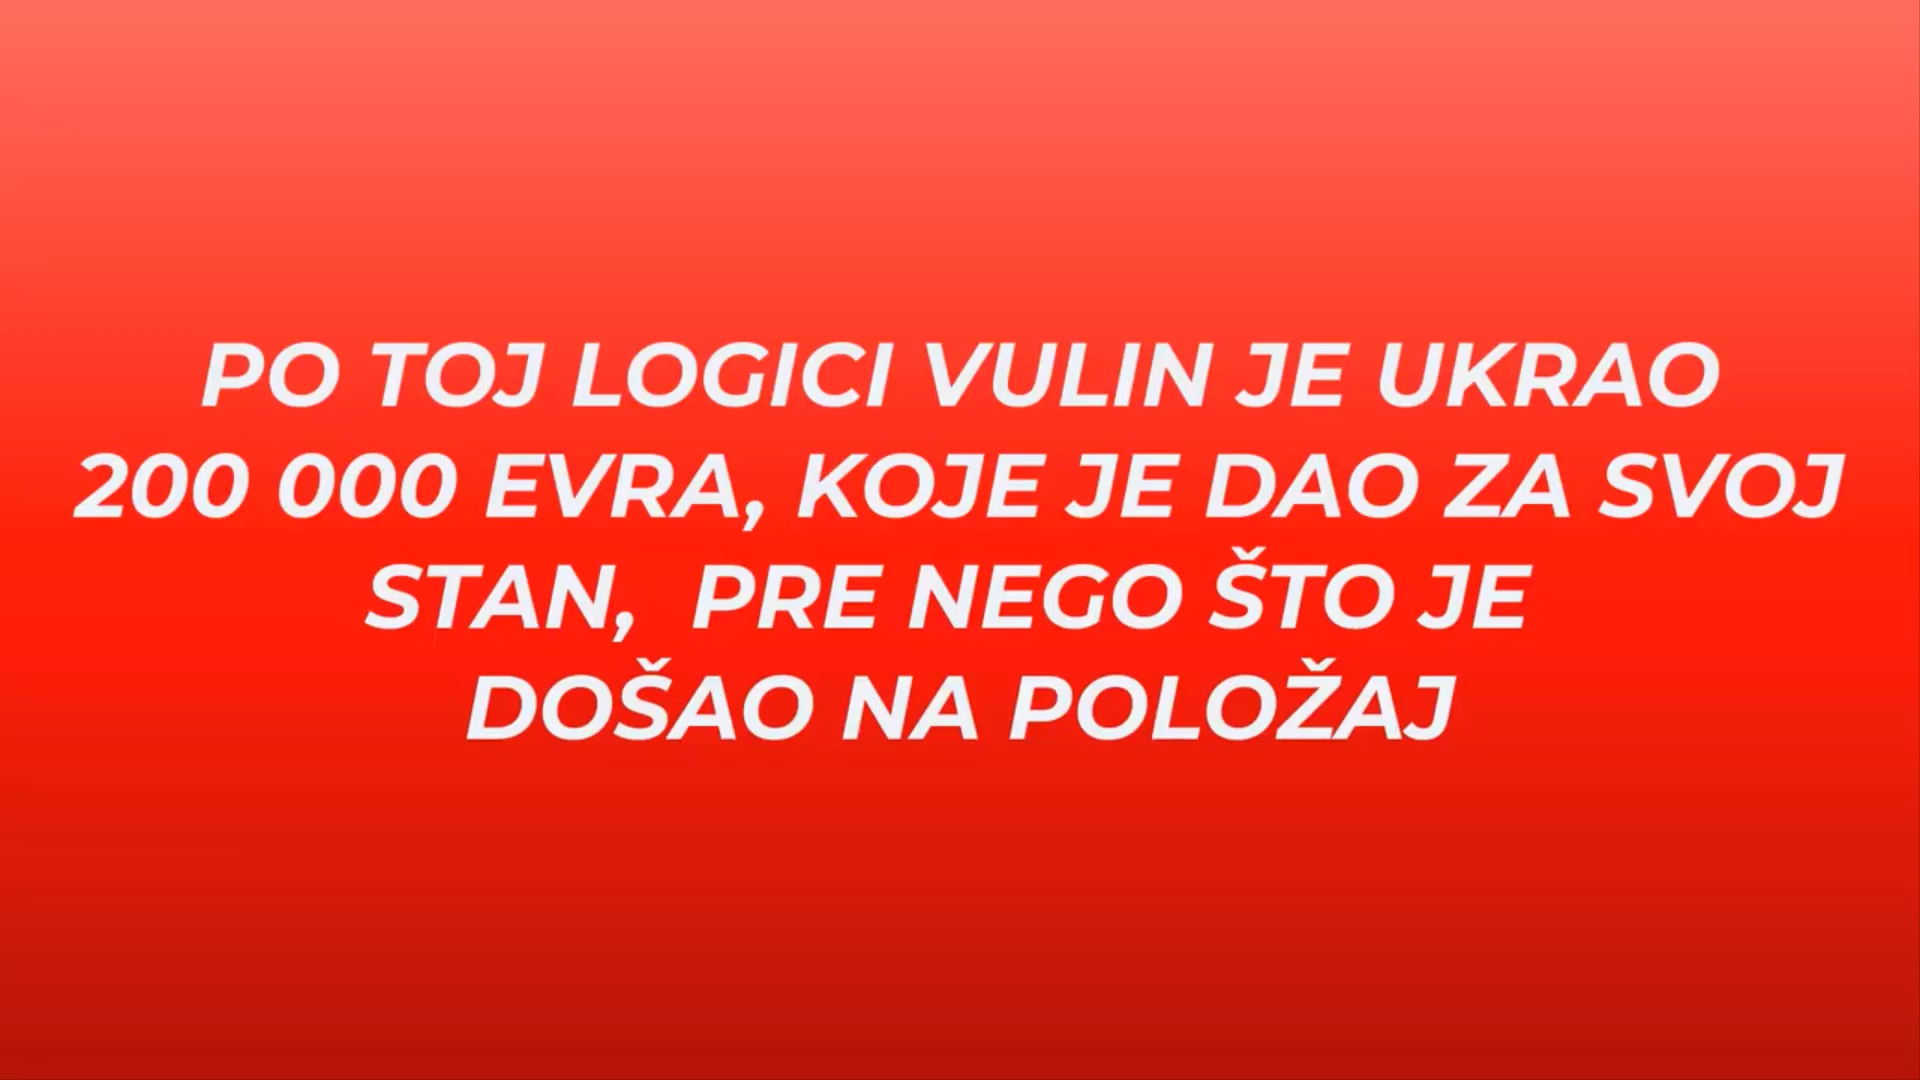 PO TOJ LOGICI VULIN JE UKRAO
200 000 EVRA, KOJE JE DAO ZA SVOJ
STAN, PRE NEGO ŠTO JE
DOŠAO NA POLOŽAJ